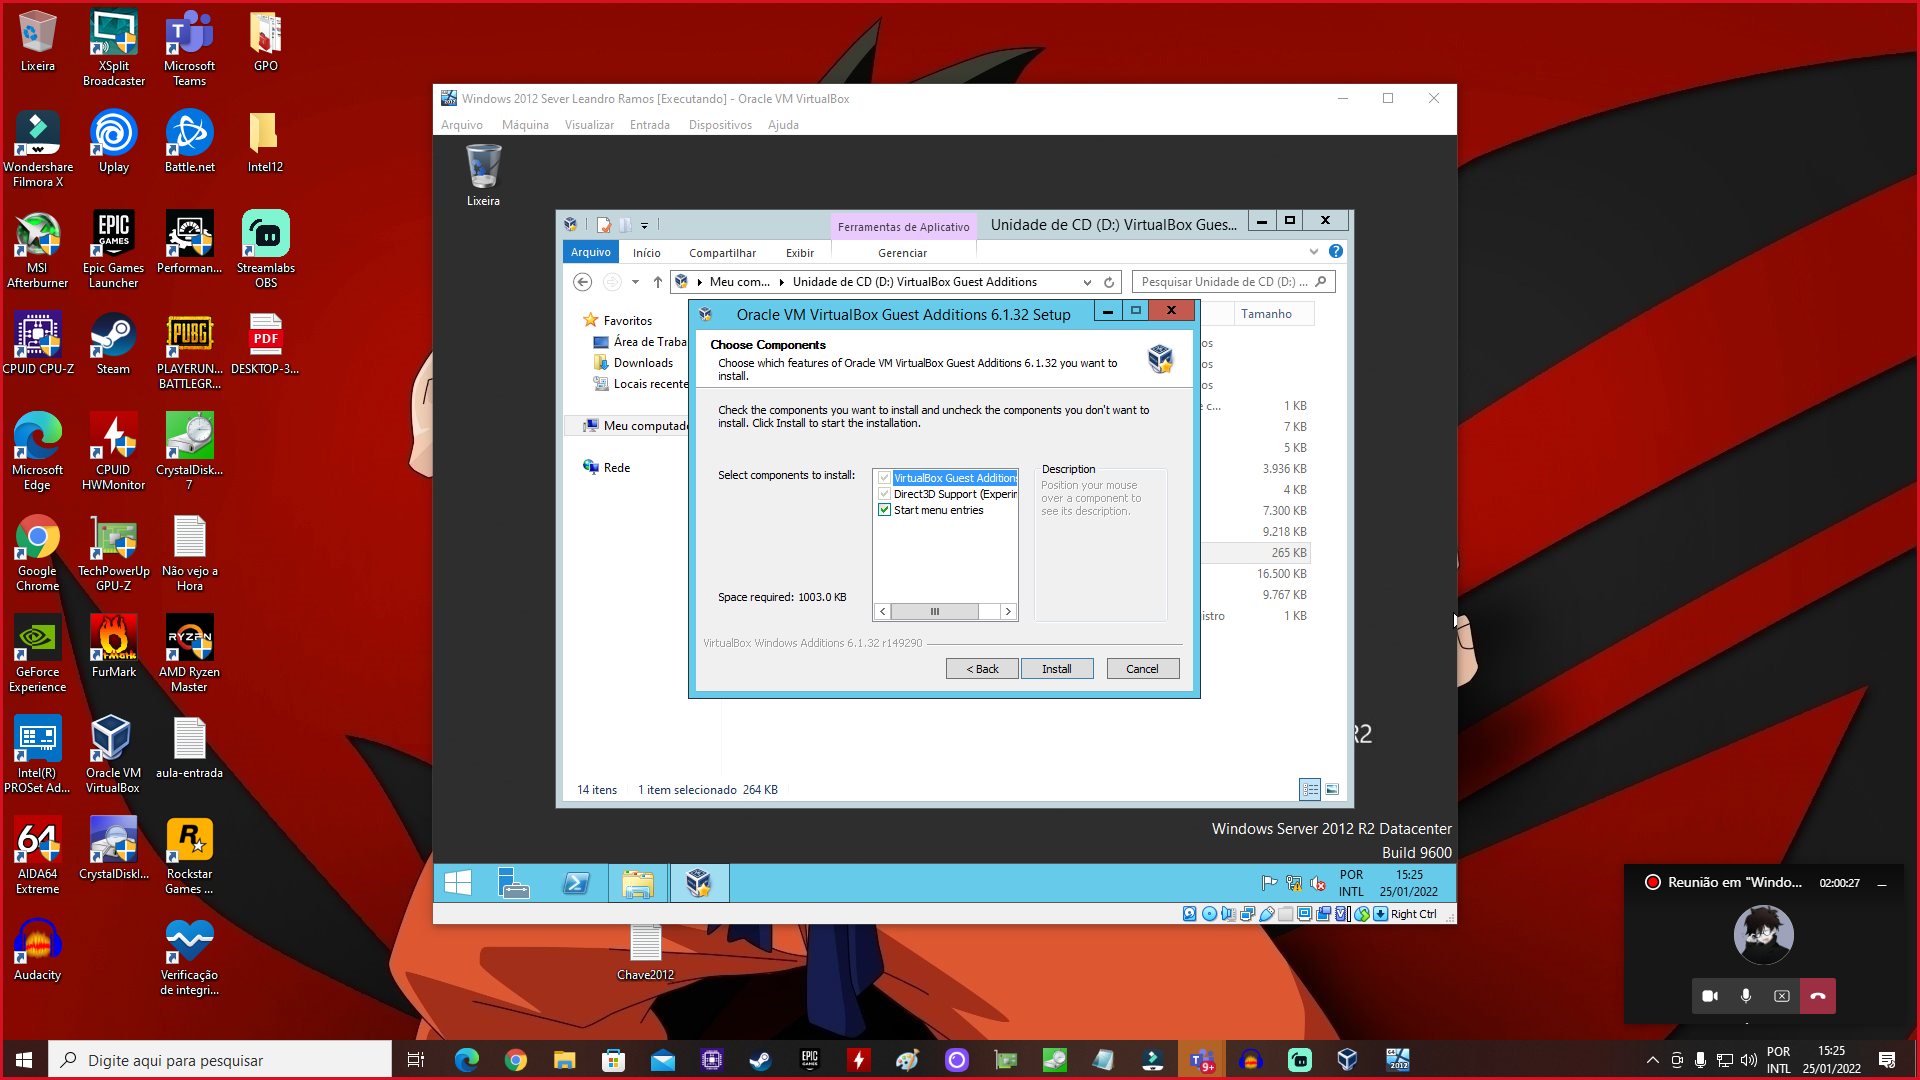 Lixeira
XSplit
Broadcaster
Microsoft
Teams
GPO
Wondershare
Filmora X
Uplay
Battle.net
Intel12
MSI
Afterburner
Epic Games
Launcher
Performan...
Streamlabs
OBS
CPUID CPU-Z
Steam
PLAYERUN...
BATTLEGR...
DESKTOP-3...
Microsoft
Edge
CPUID
HWMonitor
CrystalDisk...
7
Google
Chrome
TechPowerUp
GPU-Z
Não vejo a
Hora
GeForce
Experience
FurMark
AMD Ryzen
Master
Intel(R)
PROSet Ad...
Oracle VM
VirtualBox
aula-entrada
AIDA64
Extreme
CrystalDiskI...
Rockstar
Games ...
Audacity
Verificação
de integri...
Chave2012
Windows 2012 Sever Leandro Ramos [Executando] - Oracle VM VirtualBox
Arquivo Máquina Visualizar Entrada Dispositivos Ajuda
Lixeira
Ferramentas de Aplicativo
Unidade de CD (D:) VirtualBox Gues...
Arquivo Início Compartilhar Exibir Gerenciar
Meu com... Unidade de CD (D:) VirtualBox Guest Additions
Pesquisar Unidade de CD (D:) ...
Favoritos
Área de Traba
Downloads
Locais recente
Meu computado
Rede
Tamanho
os
os
os
e c... 1 KB
7 KB
5 KB
3.936 KB
4 KB
7.300 KB
9.218 KB
265 KB
16.500 KB
9.767 KB
istro 1 KB
Oracle VM VirtualBox Guest Additions 6.1.32 Setup
Choose Components
Choose which features of Oracle VM VirtualBox Guest Additions 6.1.32 you want to
install.
Check the components you want to install and uncheck the components you don't want to
install. Click Install to start the installation.
Select components to install:
VirtualBox Guest Additions
Direct3D Support (Experir
Start menu entries
Description
Position your mouse
over a component to
see its description.
Space required: 1003.0 KB
VirtualBox Windows Additions 6.1.32 r149290
< Back Install Cancel
14 itens 1 item selecionado 264 KB
R2
Windows Server 2012 R2 Datacenter
Build 9600
POR
INTL
15:25
25/01/2022
Right Ctrl
Reunião em "Windo... 02:00:27
Digite aqui para pesquisar
9+
POR
INTL
15:25
25/01/2022